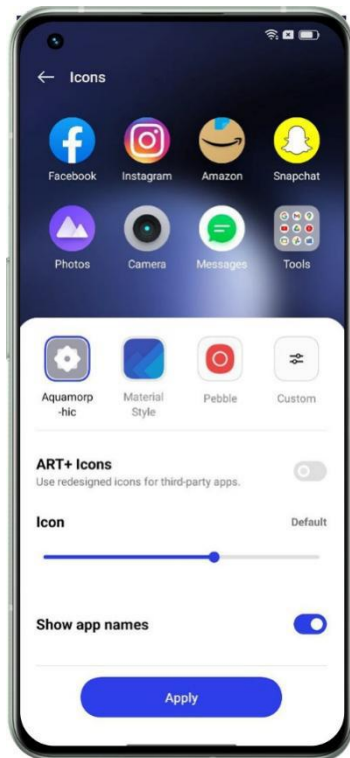 Icons
Facebook Instagram Amazon Snapchat
Photos Camera Messages Tools
Aquamorp
-hic
Material
Style
Pebble
Custom
ART+ Icons
Use redesigned icons for third-party apps.
Icon Default
Show app names
Apply